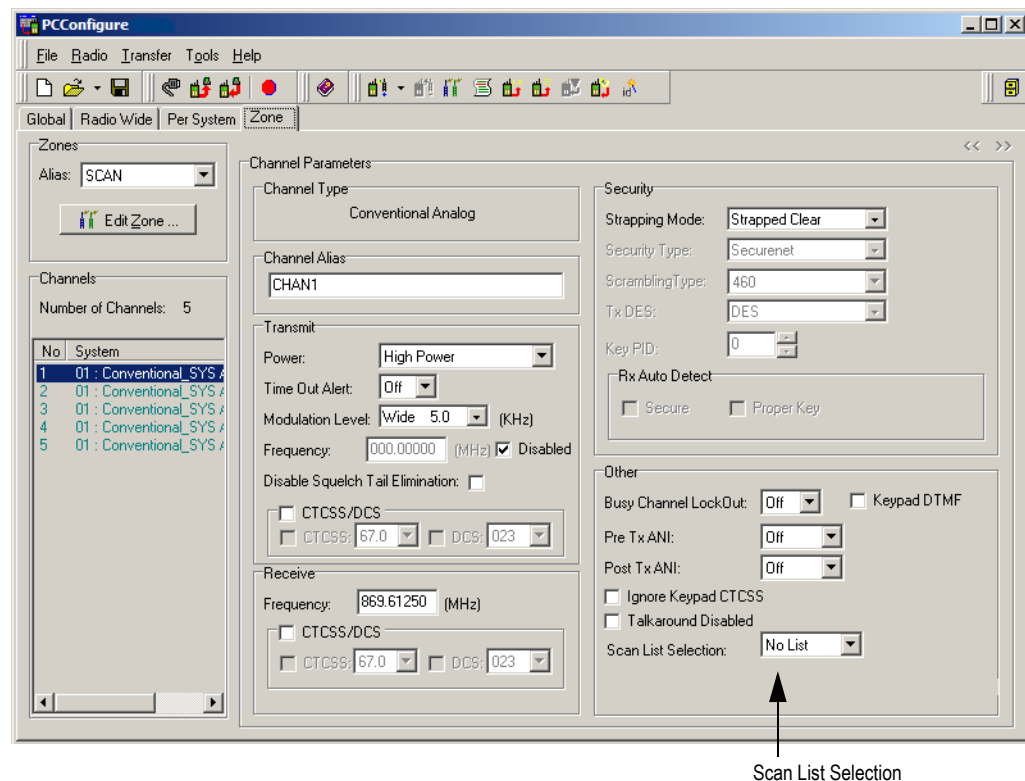 PCConfigure
File Radio Transfer Tools Help
Global Radio Wide Per System Zone
Zones
Alias: SCAN
Edit Zone ...
Channels
Number of Channels: 5
No System
1 01 : Conventional_SYS A
2 01 : Conventional_SYS A
3 01 : Conventional_SYS A
4 01 : Conventional_SYS A
5 01 : Conventional_SYS A
<< >>
Channel Parameters
Channel Type
Conventional Analog
Channel Alias
CHAN1
Transmit
Power: High Power
Time Out Alert: Off
Modulation Level: Wide 5.0 (KHz)
Frequency: 000.00000 (MHz) Disabled
Disable Squelch Tail Elimination:
CTCSS/DCS
CTCSS: 67.0 DCS: 023
Receive
Frequency: 869.61250 (MHz)
CTCSS/DCS
CTCSS: 67.0 DCS: 023
Security
Strapping Mode: Strapped Clear
Security Type: Securenet
ScramblingType: 460
Tx DES: DES
Key PID: 0
Rx Auto Detect
Secure Proper Key
Other
Busy Channel LockOut: Off Keypad DTMF
Pre Tx ANI: Off
Post Tx ANI: Off
Ignore Keypad CTCSS
Talkaround Disabled
Scan List Selection: No List
Scan List Selection